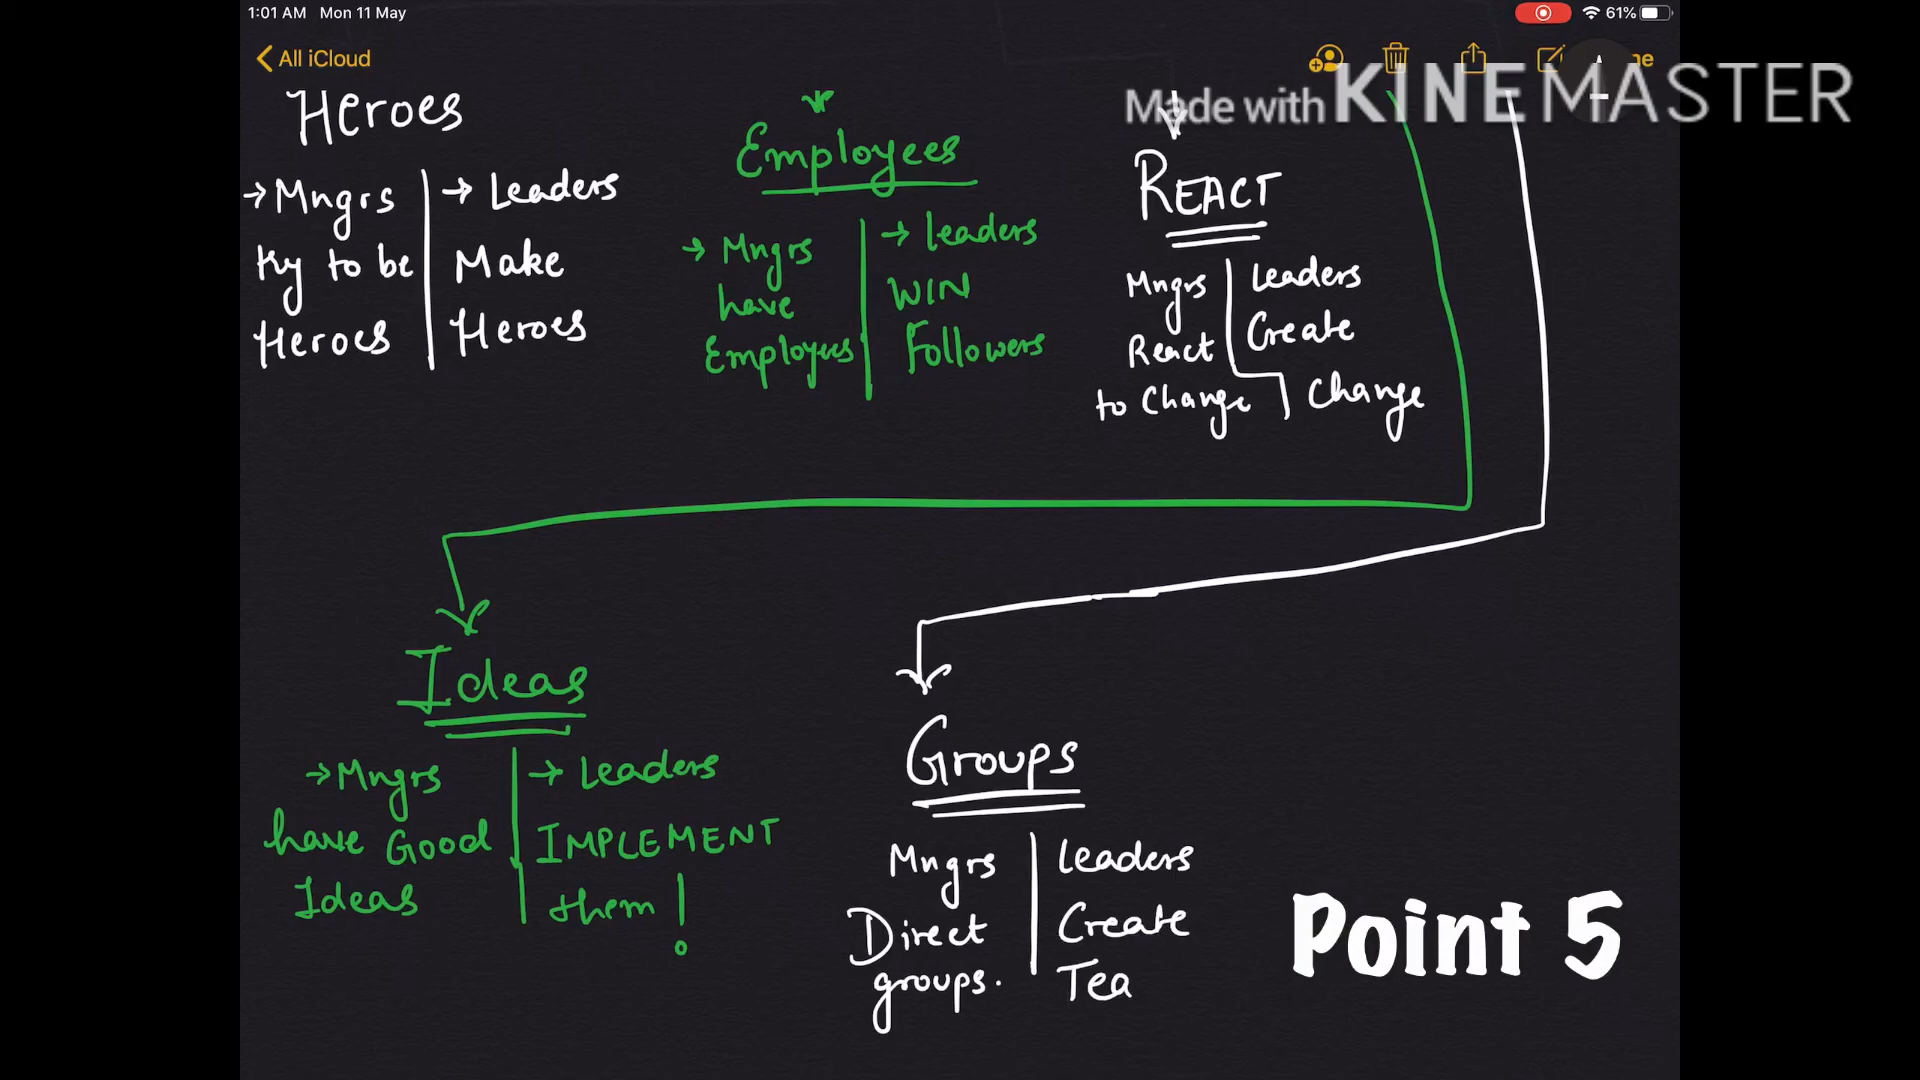 1:01 AM Mon 11 May
61%
All iCloud
Made with KINEMASTER
Heroes
→ Mngrs
try to be
Heroes
→ Leaders
Make
Heroes
Employees
→ Mngrs
have
Employees
→ leaders
WIN
Followers
REACT
Mngrs
React
to Change
Leaders
Create
Change
Ideas
→ Mngrs
have Good
Ideas
→ Leaders
IMPLEMENT
them !
Groups
Mngrs
Direct
groups.
Leaders
Create
Tea
Point 5